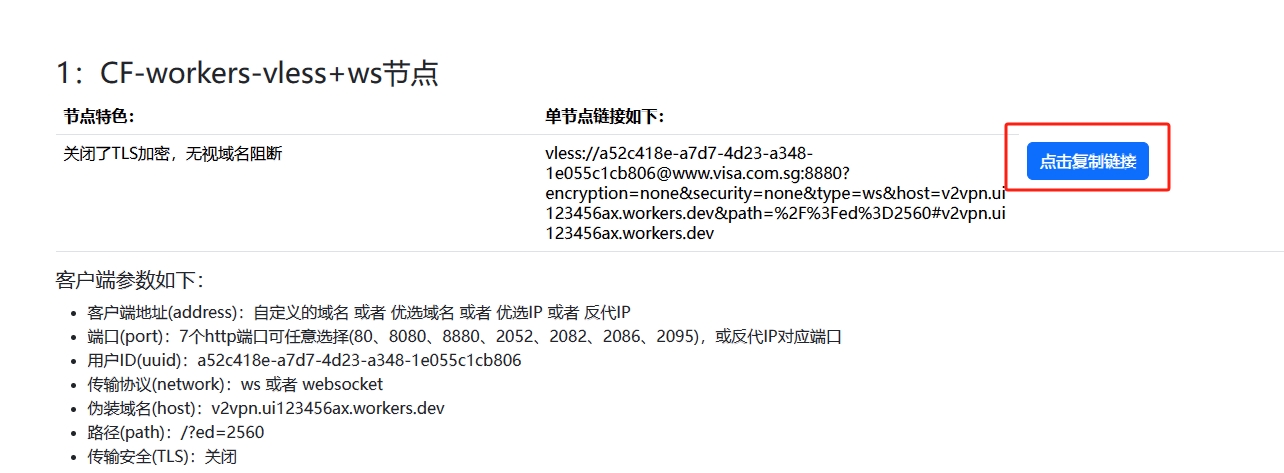 1：CF-workers-vless+ws节点
节点特色： 单节点链接如下：
关闭了TLS加密，无视域名阻断
vless://a52c418e-a7d7-4d23-a348-
1e055c1cb806@www.visa.com.sg:8880?
encryption=none&security=none&type=ws&host=v2vpn.ui
123456ax.workers.dev&path=%2F%3Fed%3D2560#v2vpn.ui
123456ax.workers.dev
点击复制链接
客户端参数如下：
• 客户端地址(address)：自定义的域名 或者 优选域名 或者 优选IP 或者 反代IP
• 端口(port)：7个http端口可任意选择(80、8080、8880、2052、2082、2086、2095)，或反代IP对应端口
• 用户ID(uuid)：a52c418e-a7d7-4d23-a348-1e055c1cb806
• 传输协议(network)：ws 或者 websocket
• 伪装域名(host)：v2vpn.ui123456ax.workers.dev
• 路径(path)：/?ed=2560
• 传输安全(TLS)：关闭